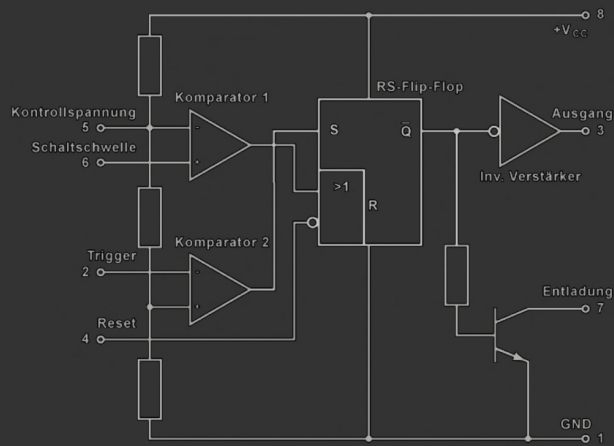 8
+VCC
RS-Flip-Flop
Kontrollspannung
5
Komparator 1
-
+
Schaltschwelle
6
S
Q̅
Ausgang
3
Inv. Verstärker
>1
R
Trigger
2
Komparator 2
-
+
Reset
4
Entladung
7
GND
1